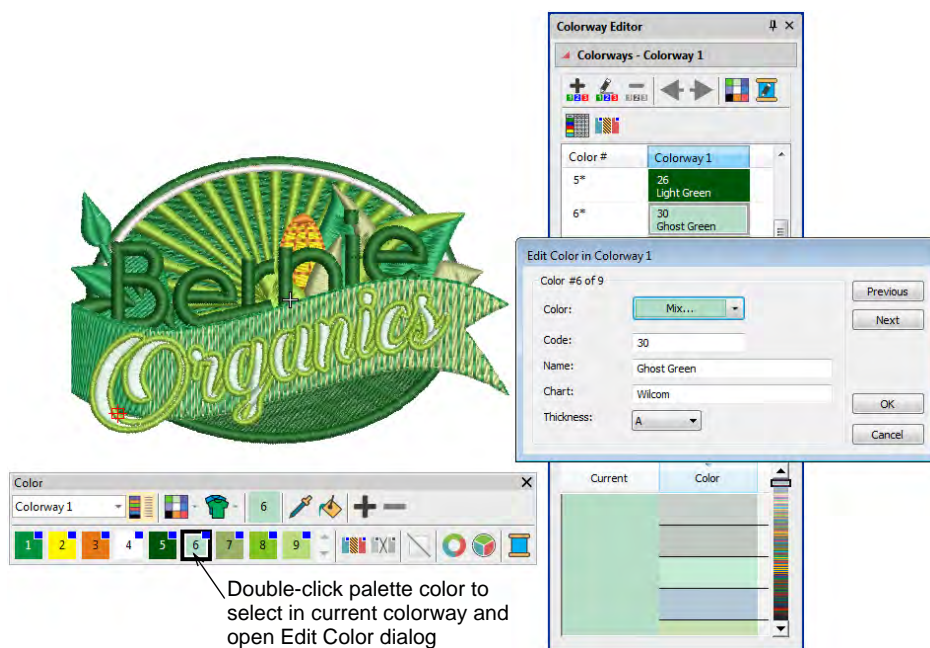 Colorway Editor
Colorways - Colorway 1
Color #
Colorway 1
5*
26
Light Green
6*
30
Ghost Green
Bernie
Organics
Edit Color in Colorway 1
Color #6 of 9
Color:
Mix...
Previous
Next
Code:
30
Name:
Ghost Green
Chart:
Wilcom
Thickness:
A
OK
Cancel
Current
Color
Color
Colorway 1
6
1 2 3 4 5 6 7 8 9
Double-click palette color to
select in current colorway and
open Edit Color dialog